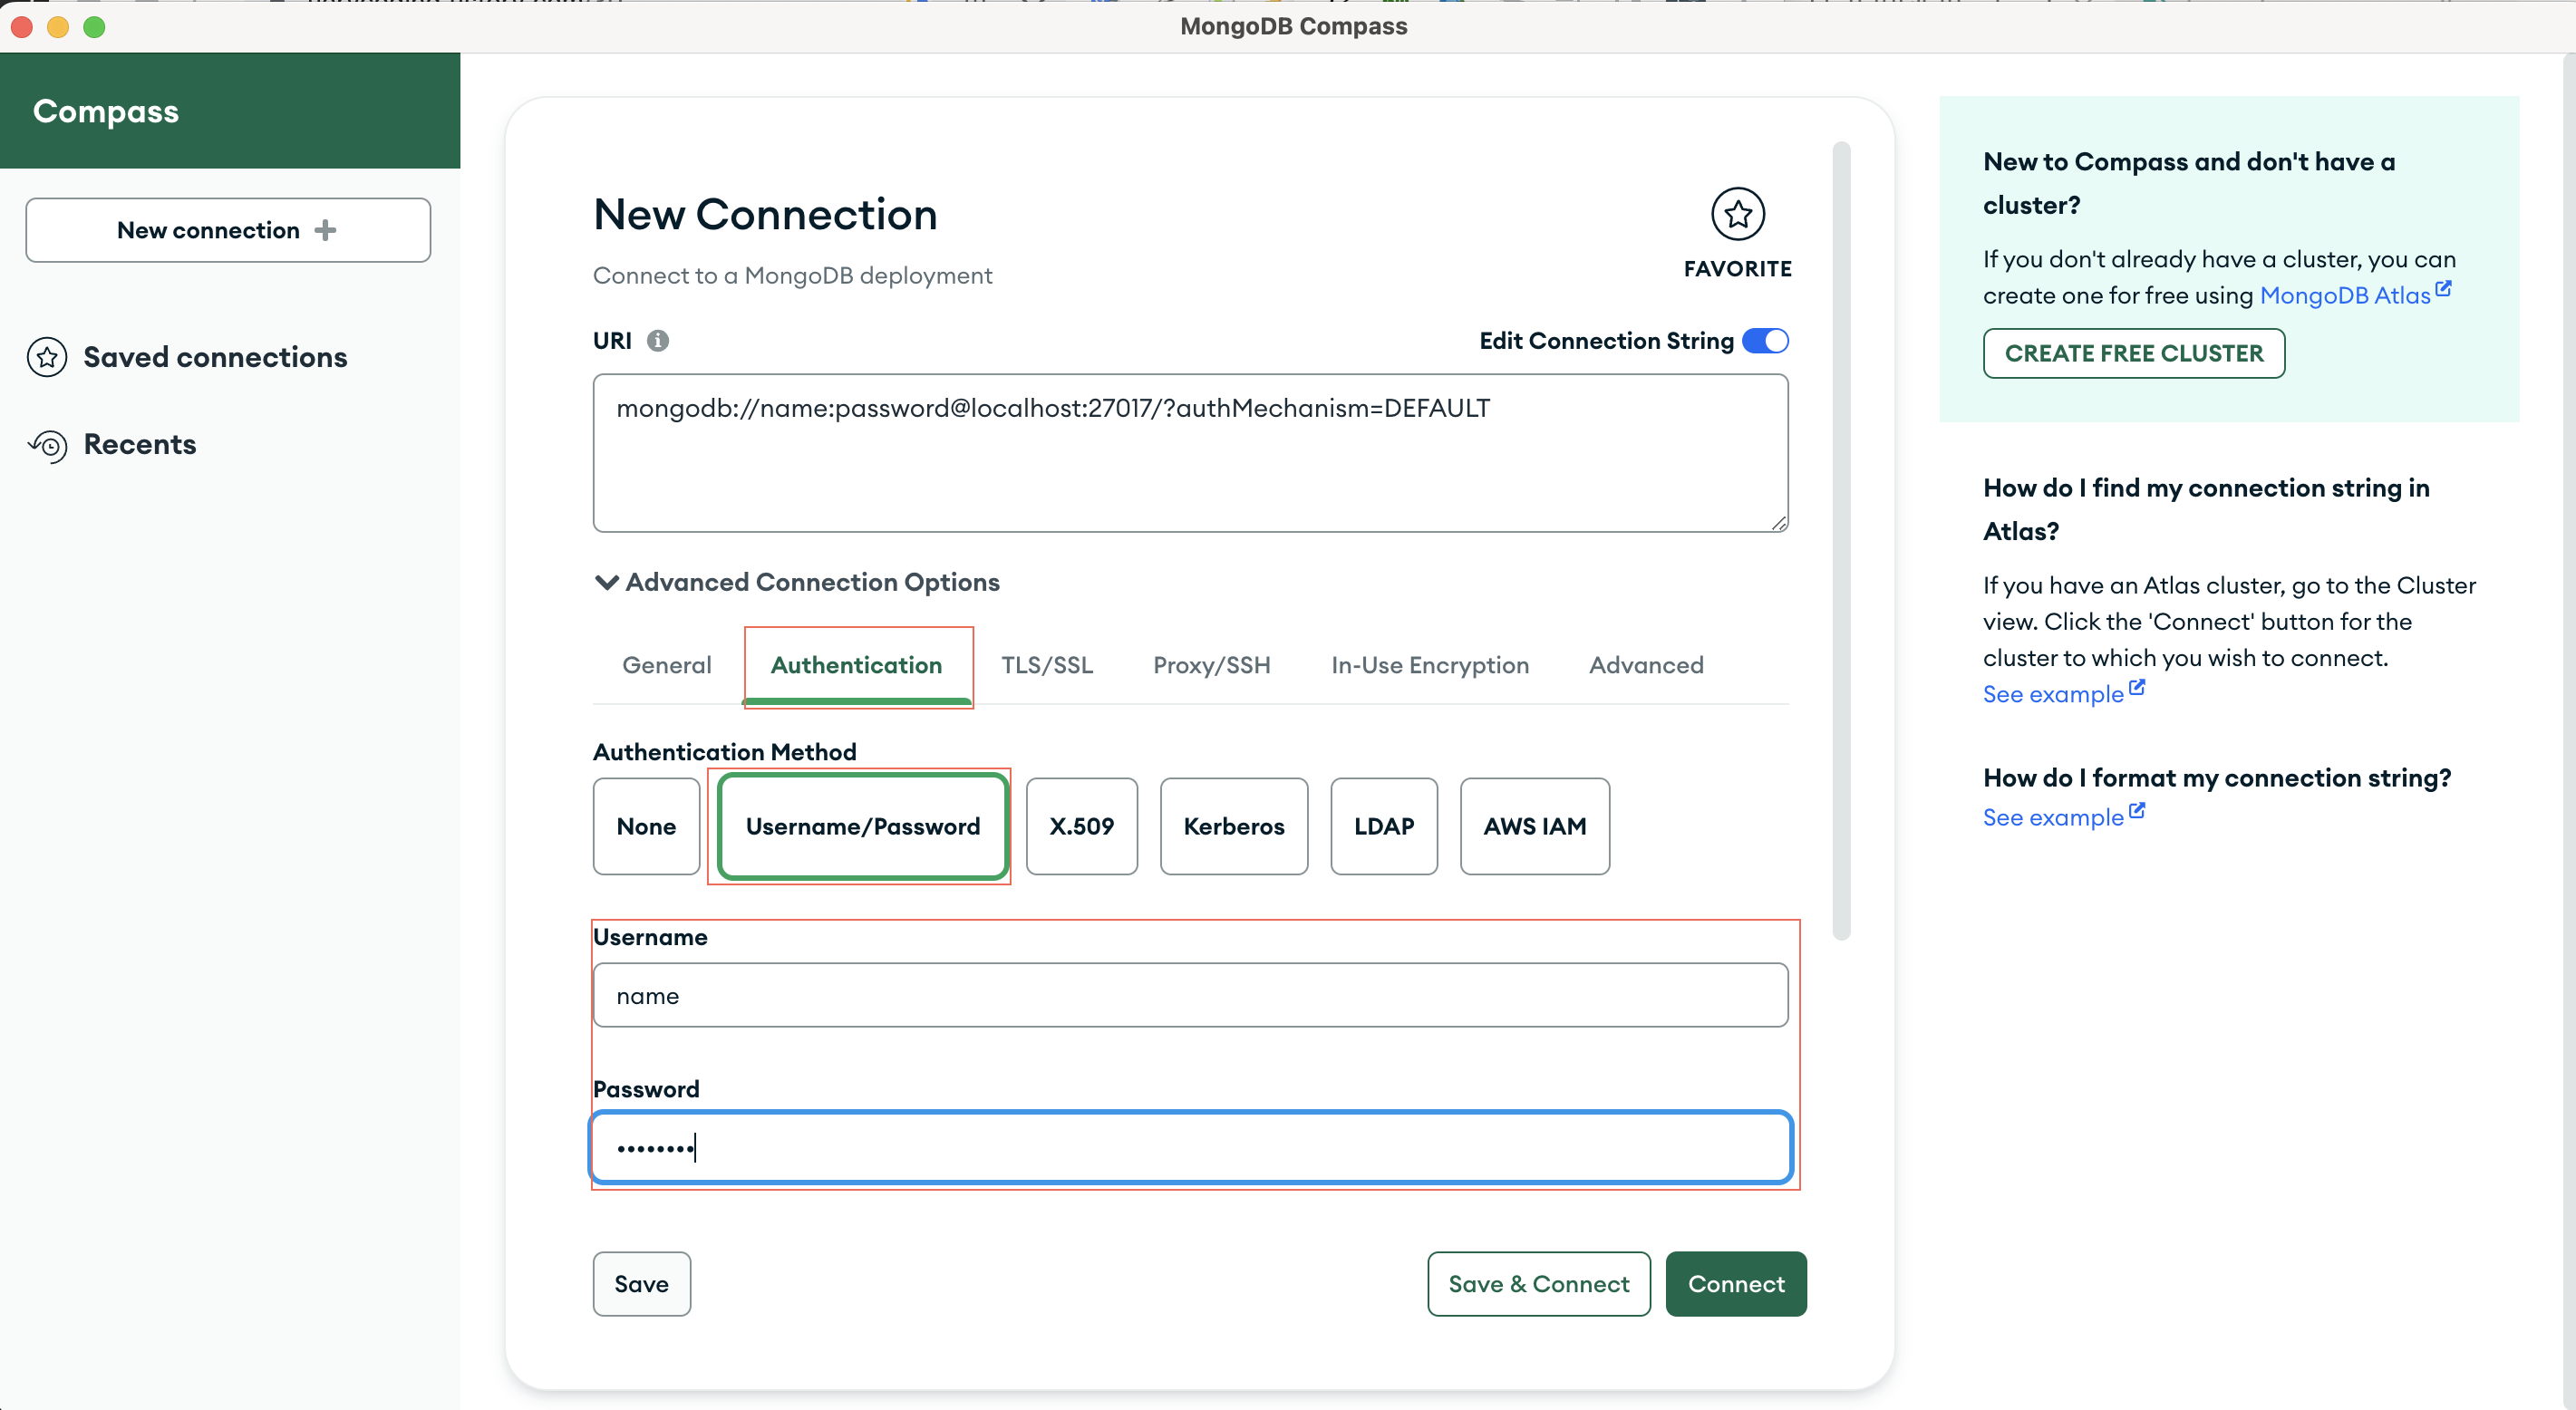 MongoDB Compass
Compass
New connection
Saved connections
Recents
New Connection
Connect to a MongoDB deployment
FAVORITE
URI
Edit Connection String
mongodb://name:password@localhost:27017/?authMechanism=DEFAULT
Advanced Connection Options
General Authentication TLS/SSL Proxy/SSH In-Use Encryption Advanced
Authentication Method
None Username/Password X.509 Kerberos LDAP AWS IAM
Username
name
Password
••••••••
Save Save & Connect Connect
New to Compass and don't have a
cluster?
If you don't already have a cluster, you can
create one for free using MongoDB Atlas
CREATE FREE CLUSTER
How do I find my connection string in
Atlas?
If you have an Atlas cluster, go to the Cluster
view. Click the 'Connect' button for the
cluster to which you wish to connect.
See example
How do I format my connection string?
See example